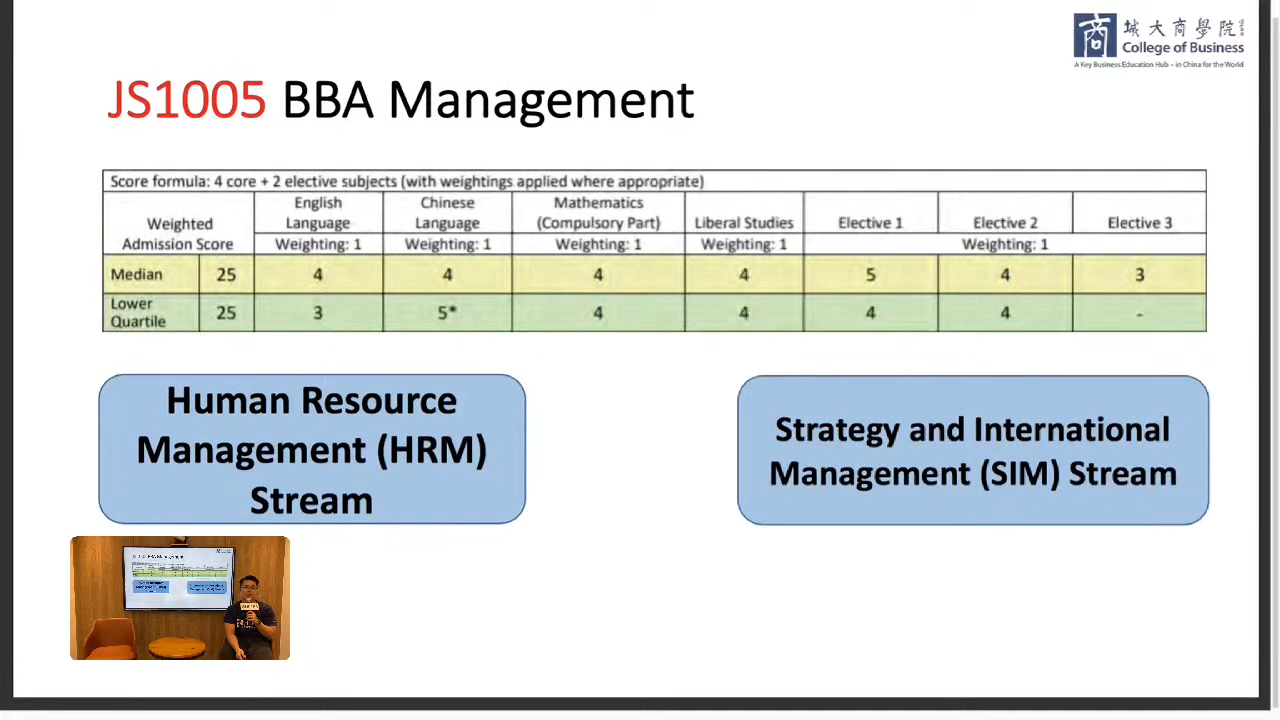 城大商學院
College of Business
A Key Business Education Hub – in China for the World
JS1005 BBA Management
Score formula: 4 core + 2 elective subjects (with weightings applied where appropriate)
Weighted Admission Score
English Language
Chinese Language
Mathematics (Compulsory Part)
Liberal Studies
Elective 1
Elective 2
Elective 3
Weighting: 1
Weighting: 1
Weighting: 1
Weighting: 1
Weighting: 1
Median 25 4 4 4 4 5 4 3
Lower Quartile 25 3 5* 4 4 4 4 -
Human Resource
Management (HRM)
Stream
Strategy and International
Management (SIM) Stream
BBA Management